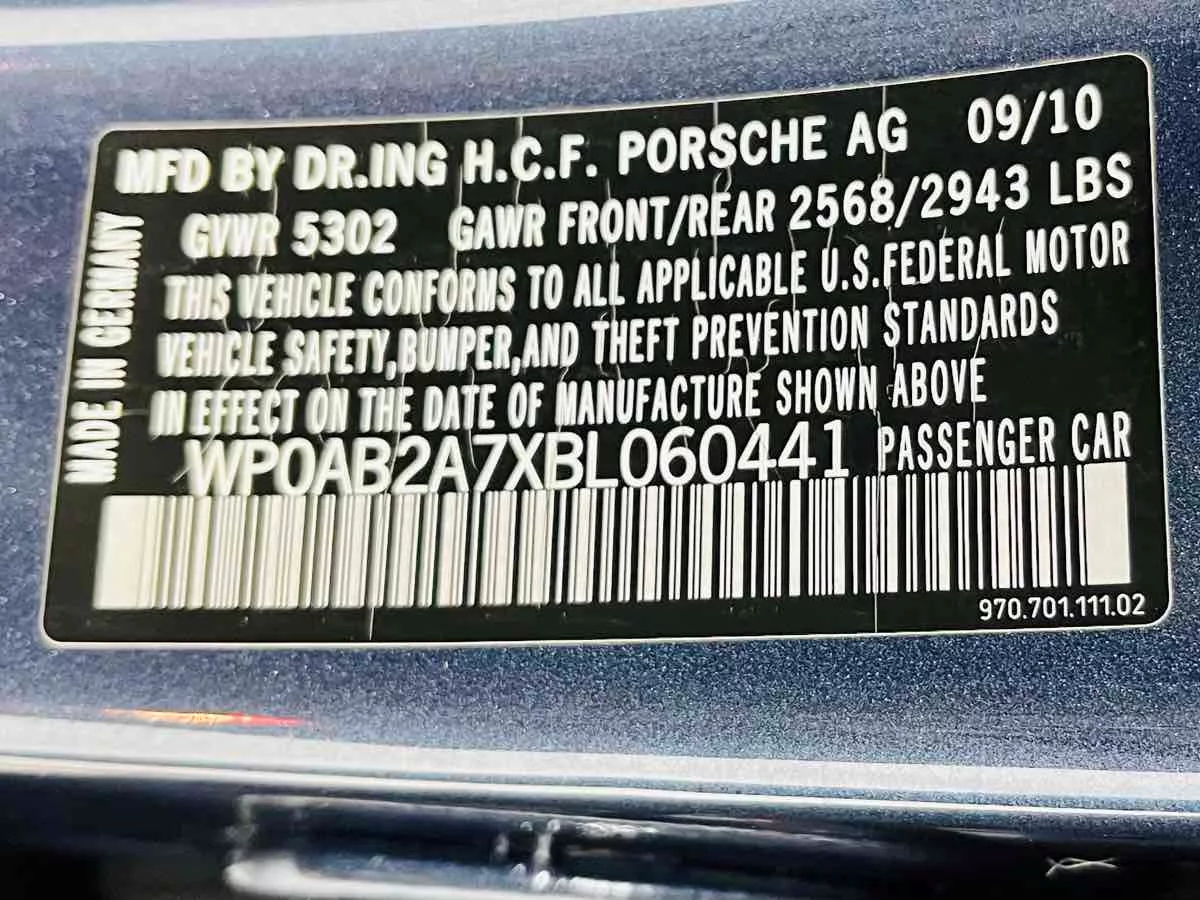 MFD BY DR.ING H.C.F. PORSCHE AG 09/10
GVWR 5302 GAWR FRONT/REAR 2568/2943 LBS
THIS VEHICLE CONFORMS TO ALL APPLICABLE U.S.FEDERAL MOTOR
VEHICLE SAFETY,BUMPER,AND THEFT PREVENTION STANDARDS
IN EFFECT ON THE DATE OF MANUFACTURE SHOWN ABOVE
WP0AB2A7XBL060441 PASSENGER CAR
970.701.111.02
MADE IN GERMANY